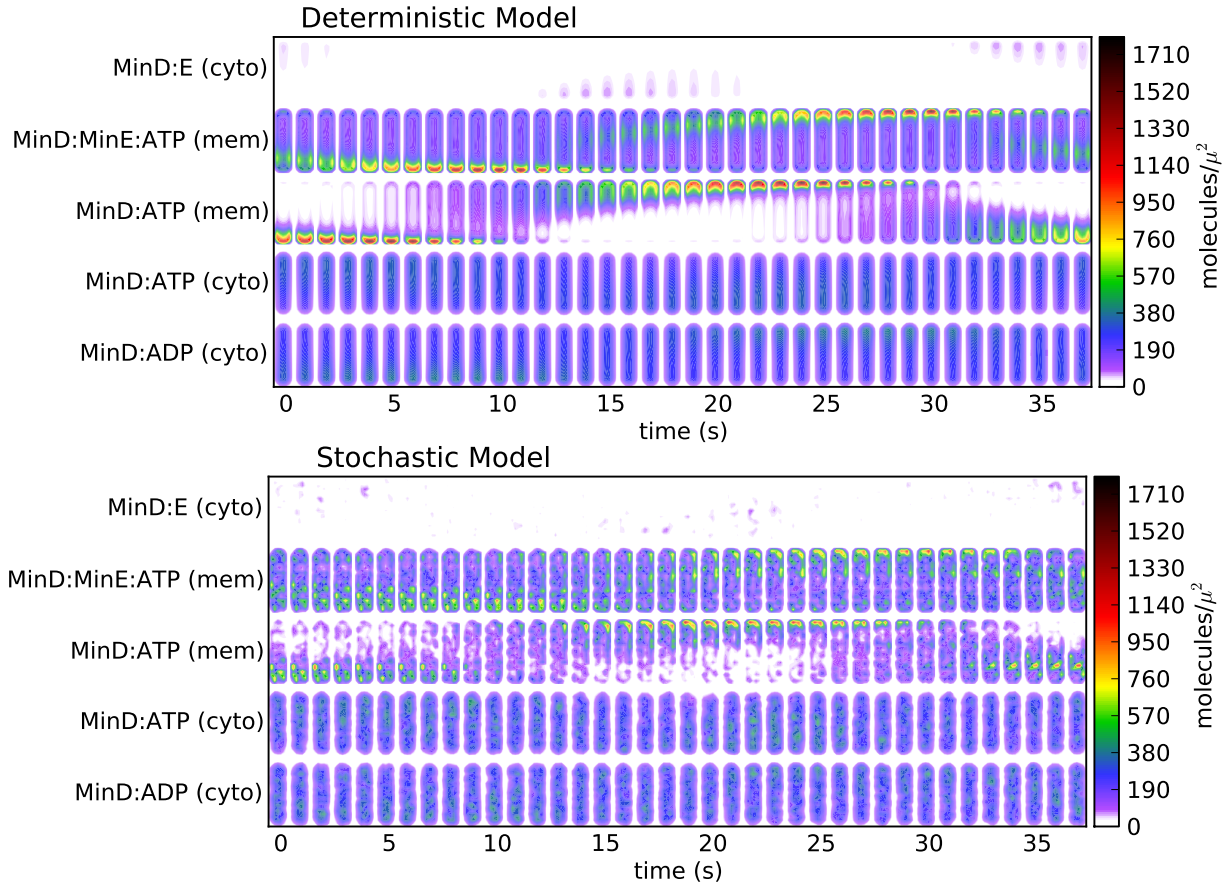 Deterministic Model
MinD:E (cyto)
MinD:MinE:ATP (mem)
MinD:ATP (mem)
MinD:ATP (cyto)
MinD:ADP (cyto)
0 5 10 15 20 25 30 35
time (s)
1710
1520
1330
1140
950
760
570
380
190
0
molecules/μ²
Stochastic Model
MinD:E (cyto)
MinD:MinE:ATP (mem)
MinD:ATP (mem)
MinD:ATP (cyto)
MinD:ADP (cyto)
0 5 10 15 20 25 30 35
time (s)
1710
1520
1330
1140
950
760
570
380
190
0
molecules/μ²